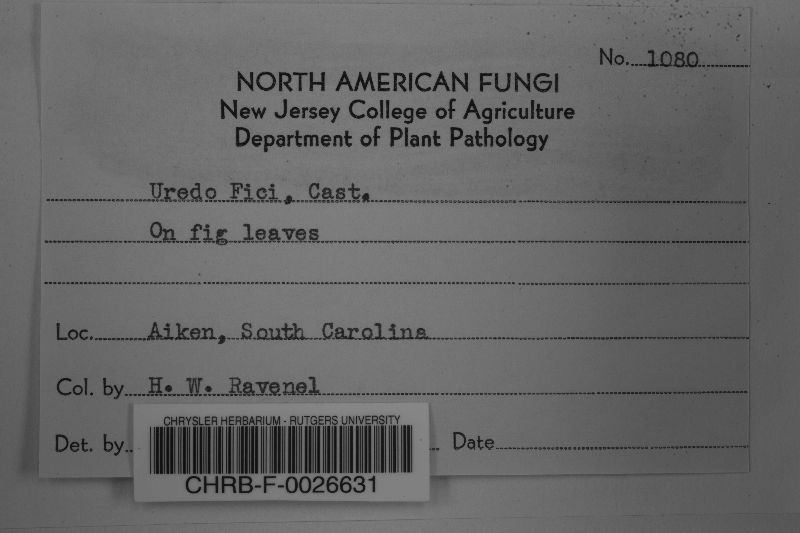 No. 1080
NORTH AMERICAN FUNGI
New Jersey College of Agriculture
Department of Plant Pathology
Uredo Fici, Cast.
On fig leaves
Loc. Aiken, South Carolina
Col. by H. W. Ravenel
Det. by Date
CHRYSLER HERBARIUM - RUTGERS UNIVERSITY
CHRB-F-0026631